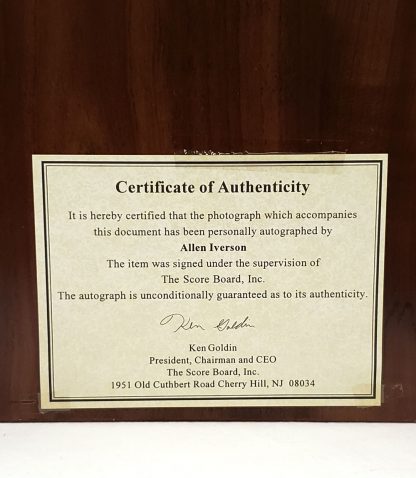 Certificate of Authenticity
It is hereby certified that the photograph which accompanies
this document has been personally autographed by
Allen Iverson
The item was signed under the supervision of
The Score Board, Inc.
The autograph is unconditionally guaranteed as to its authenticity.
Ken Goldin
Ken Goldin
President, Chairman and CEO
The Score Board, Inc.
1951 Old Cuthbert Road Cherry Hill, NJ 08034